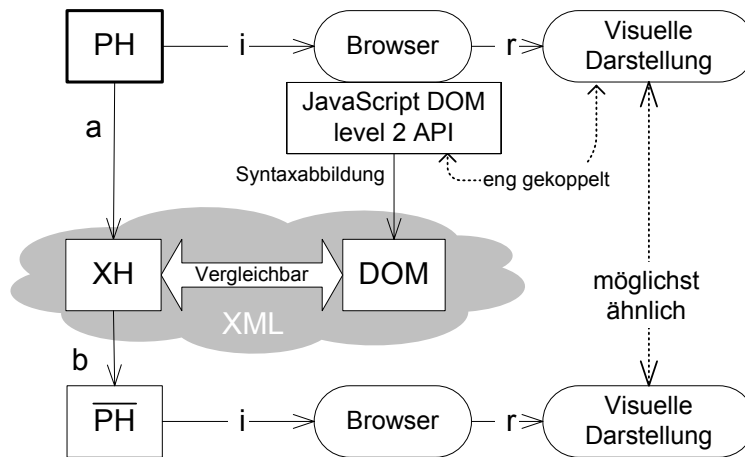 PH
i
Browser
r
Visuelle
Darstellung
JavaScript DOM
level 2 API
a
Syntaxabbildung
eng gekoppelt
XH
Vergleichbar
DOM
möglichst
ähnlich
XML
b
P̅H̅
i
Browser
r
Visuelle
Darstellung